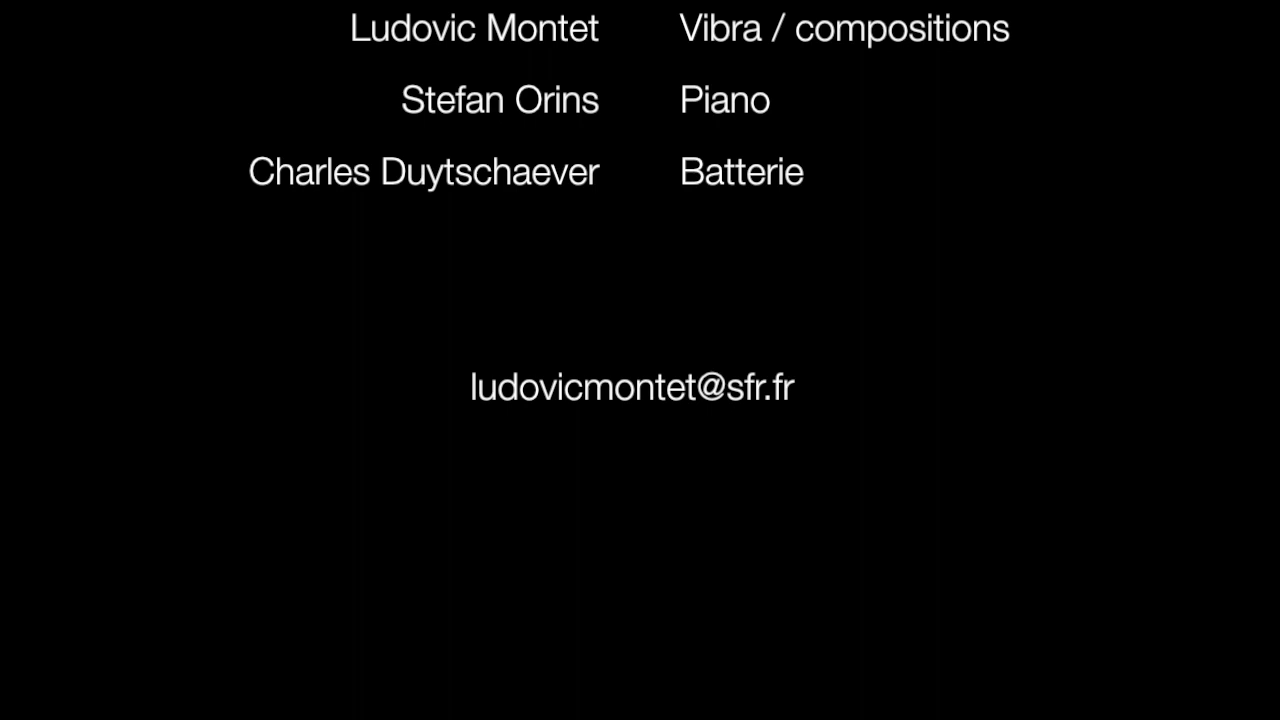 Ludovic Montet Vibra / compositions
Stefan Orins Piano
Charles Duytschaever Batterie
ludovicmontet@sfr.fr